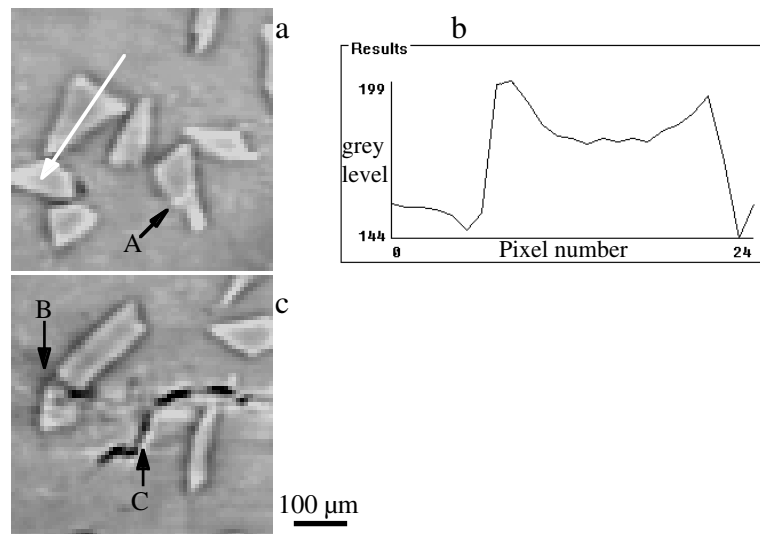 a
b
Results
199
grey
level
144
0
Pixel number
24
A
B
c
C
100 µm